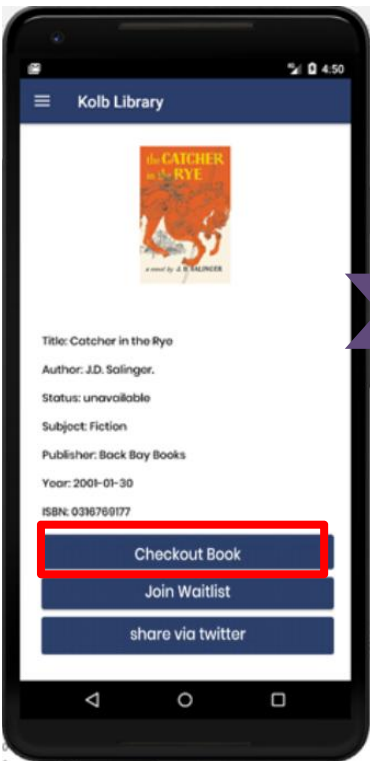 4:50
Kolb Library
the CATCHER
in the RYE
a novel by J. D. SALINGER
Title: Catcher in the Rye
Author: J.D. Salinger.
Status: unavailable
Subject: Fiction
Publisher: Back Bay Books
Year: 2001-01-30
ISBN: 0316769177
Checkout Book
Join Waitlist
share via twitter